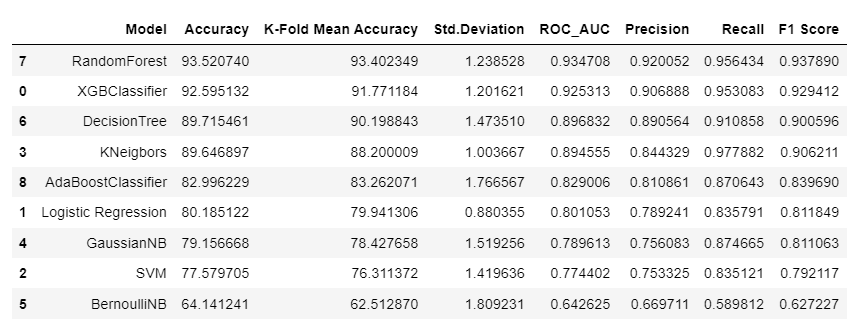 Model Accuracy K-Fold Mean Accuracy Std.Deviation ROC_AUC Precision Recall F1 Score
7 RandomForest 93.520740 93.402349 1.238528 0.934708 0.920052 0.956434 0.937890
0 XGBClassifier 92.595132 91.771184 1.201621 0.925313 0.906888 0.953083 0.929412
6 DecisionTree 89.715461 90.198843 1.473510 0.896832 0.890564 0.910858 0.900596
3 KNeigbors 89.646897 88.200009 1.003667 0.894555 0.844329 0.977882 0.906211
8 AdaBoostClassifier 82.996229 83.262071 1.766567 0.829006 0.810861 0.870643 0.839690
1 Logistic Regression 80.185122 79.941306 0.880355 0.801053 0.789241 0.835791 0.811849
4 GaussianNB 79.156668 78.427658 1.519256 0.789613 0.756083 0.874665 0.811063
2 SVM 77.579705 76.311372 1.419636 0.774402 0.753325 0.835121 0.792117
5 BernoulliNB 64.141241 62.512870 1.809231 0.642625 0.669711 0.589812 0.627227